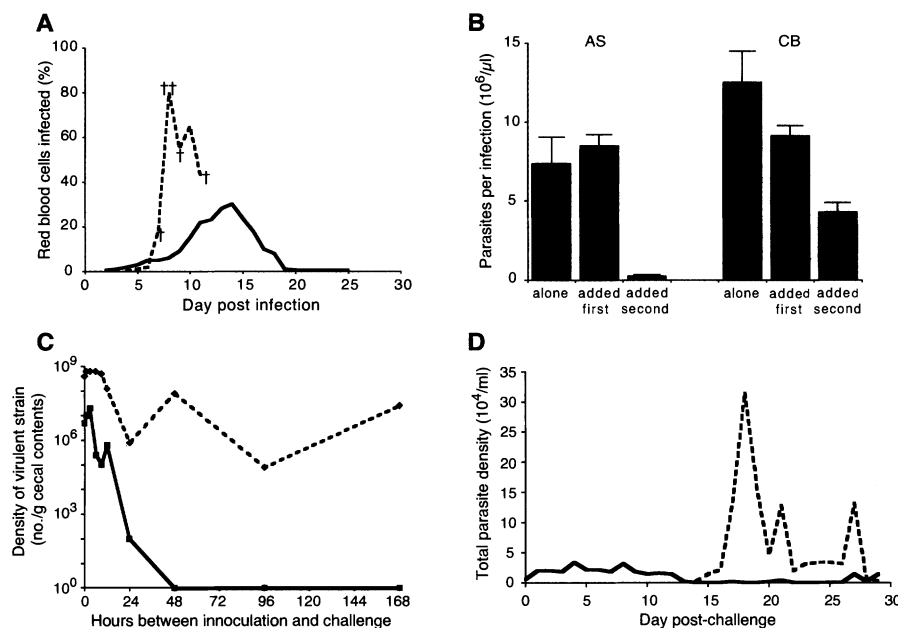 A
Red blood cells infected (%)
100
80
60
40
20
0
††
†
†
†
0 5 10 15 20 25 30
Day post infection
B
AS CB
Parasites per infection (10⁶/µl)
15
10
5
0
alone added first added second alone added first added second
C
Density of virulent strain
(no./g cecal contents)
10⁹
10⁶
10³
10⁰
0 24 48 72 96 120 144 168
Hours between innoculation and challenge
D
Total parasite density (10⁴/ml)
35
30
25
20
15
10
5
0
0 5 10 15 20 25 30
Day post-challenge